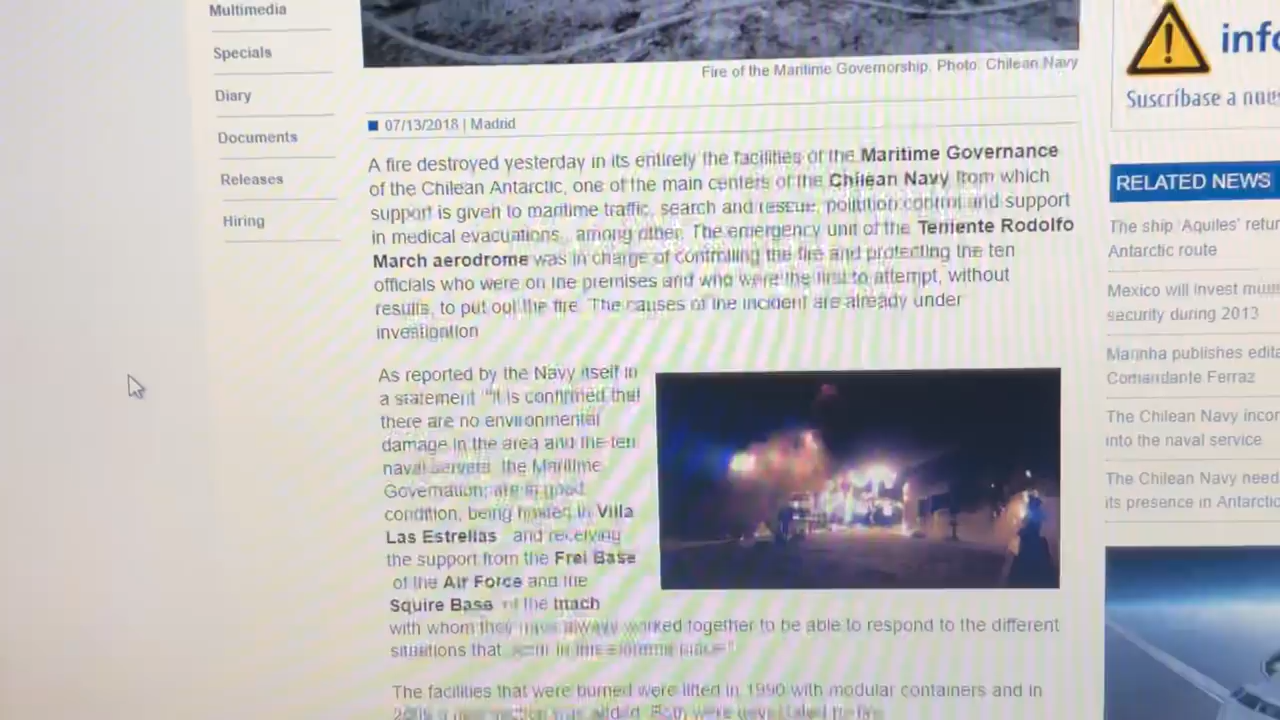 Multimedia
Specials
Diary
Documents
Releases
Hiring
Fire of the Maritime Governorship. Photo: Chilean Navy
07/13/2018 | Madrid
A fire destroyed yesterday in its entirety the facilities of the Maritime Governance
of the Chilean Antarctic, one of the main centers of the Chilean Navy from which
support is given to maritime traffic, search and rescue, pollution control and support
in medical evacuations, among other. The emergency unit of the Teniente Rodolfo
March aerodrome was in charge of controlling the fire and protecting the ten
officials who were on the premises and who were the first to attempt, without
results, to put out the fire. The causes of the incident are already under
investigation
As reported by the Navy itself in
a statement "it is confirmed that
there are no environmental
damage in the area and the ten
naval servers the Maritime
Governation, are in good
condition, being hosted in Villa
Las Estrellas and receiving
the support from the Frei Base
of the Air Force and the
Squire Base of the Inach
with whom they have always worked together to be able to respond to the different
situations that
The facilities that were burned were lifted in 1990 with modular containers and in
info
Suscríbase a nue
RELATED NEWS
The ship 'Aquiles' retur
Antarctic route
Mexico will invest
security during 2013
Marinha publishes edita
Comandante Ferraz
The Chilean Navy incor
into the naval service
The Chilean Navy need
its presence in Antarctic